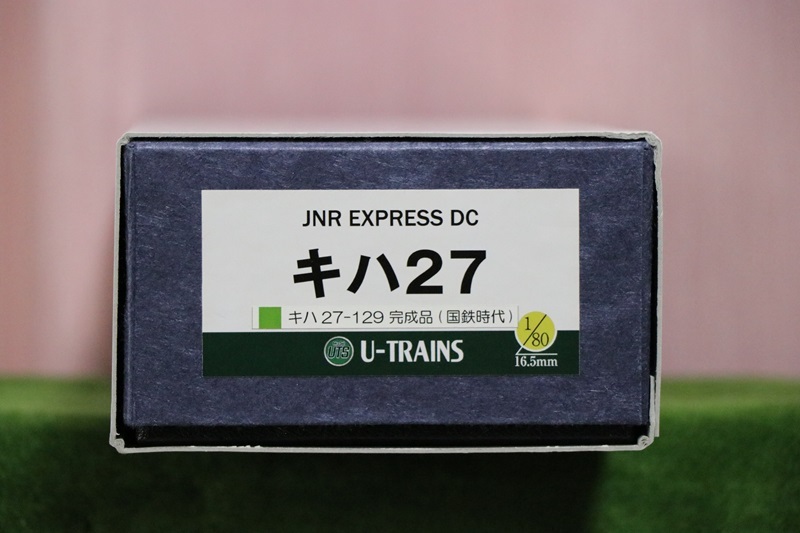 JNR EXPRESS DC
キハ27
キハ 27-129 完成品 (国鉄時代)
1/80
16.5mm
UTS U-TRAINS